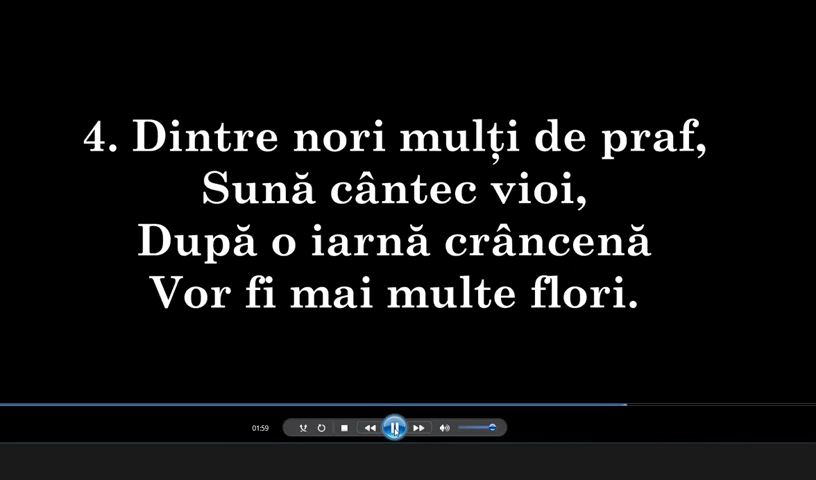 4. Dintre nori mulți de praf,
Sună cântec vioi,
După o iarnă crâncenă
Vor fi mai multe flori.
01:59